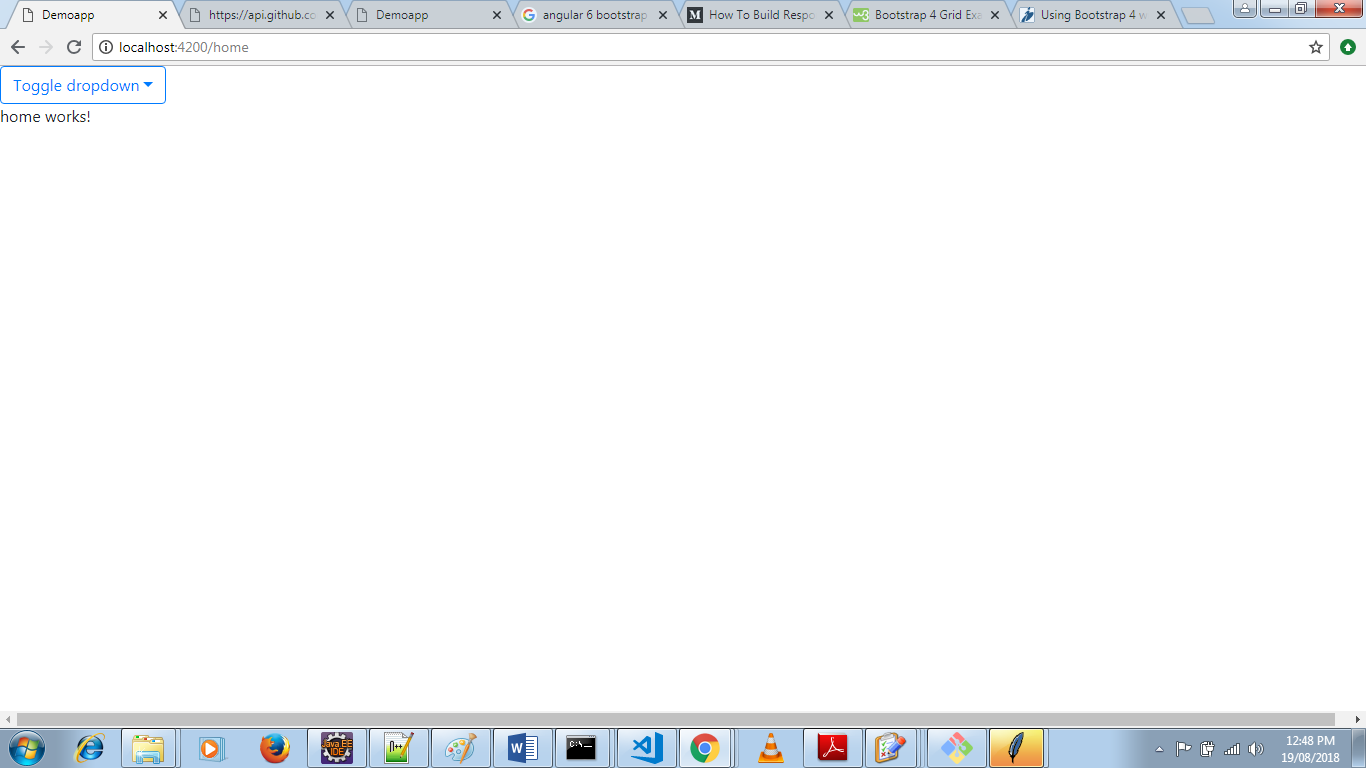 Demoapp
https://api.github.cc
Demoapp
angular 6 bootstrap
How To Build Respo
Bootstrap 4 Grid Exa
Using Bootstrap 4 w
localhost:4200/home
Toggle dropdown
home works!
Java EE
IDE
12:48 PM
19/08/2018